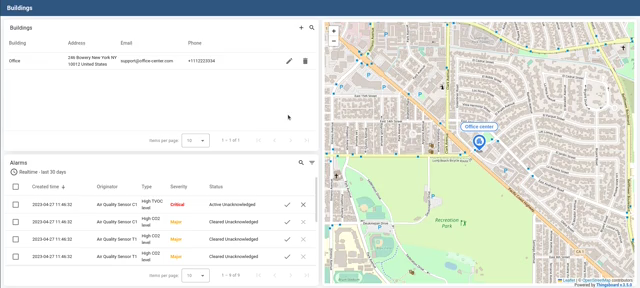 Buildings
Buildings
Building Address Email Phone
Office 246 Bowery New York NY 10012 United States support@office-center.com +1112223334
Items per page: 10 1 – 1 of 1
Alarms
Realtime - last 30 days
Created time Originator Type Severity Status
2023-04-27 11:46:32 Air Quality Sensor C1 High TVOC level Critical Active Unacknowledged
2023-04-27 11:46:32 Air Quality Sensor C1 High CO2 level Major Cleared Unacknowledged
2023-04-27 11:46:32 Air Quality Sensor T1 High CO2 level Major Cleared Unacknowledged
2023-04-27 11:46:32 Air Quality Sensor T1 High CO2 level Major Cleared Unacknowledged
Items per page: 10 1 – 9 of 9
+
−
Office center
Recreation Park
Leaflet | © OpenStreetMap contributors
Powered by Thingsboard v.3.5.0